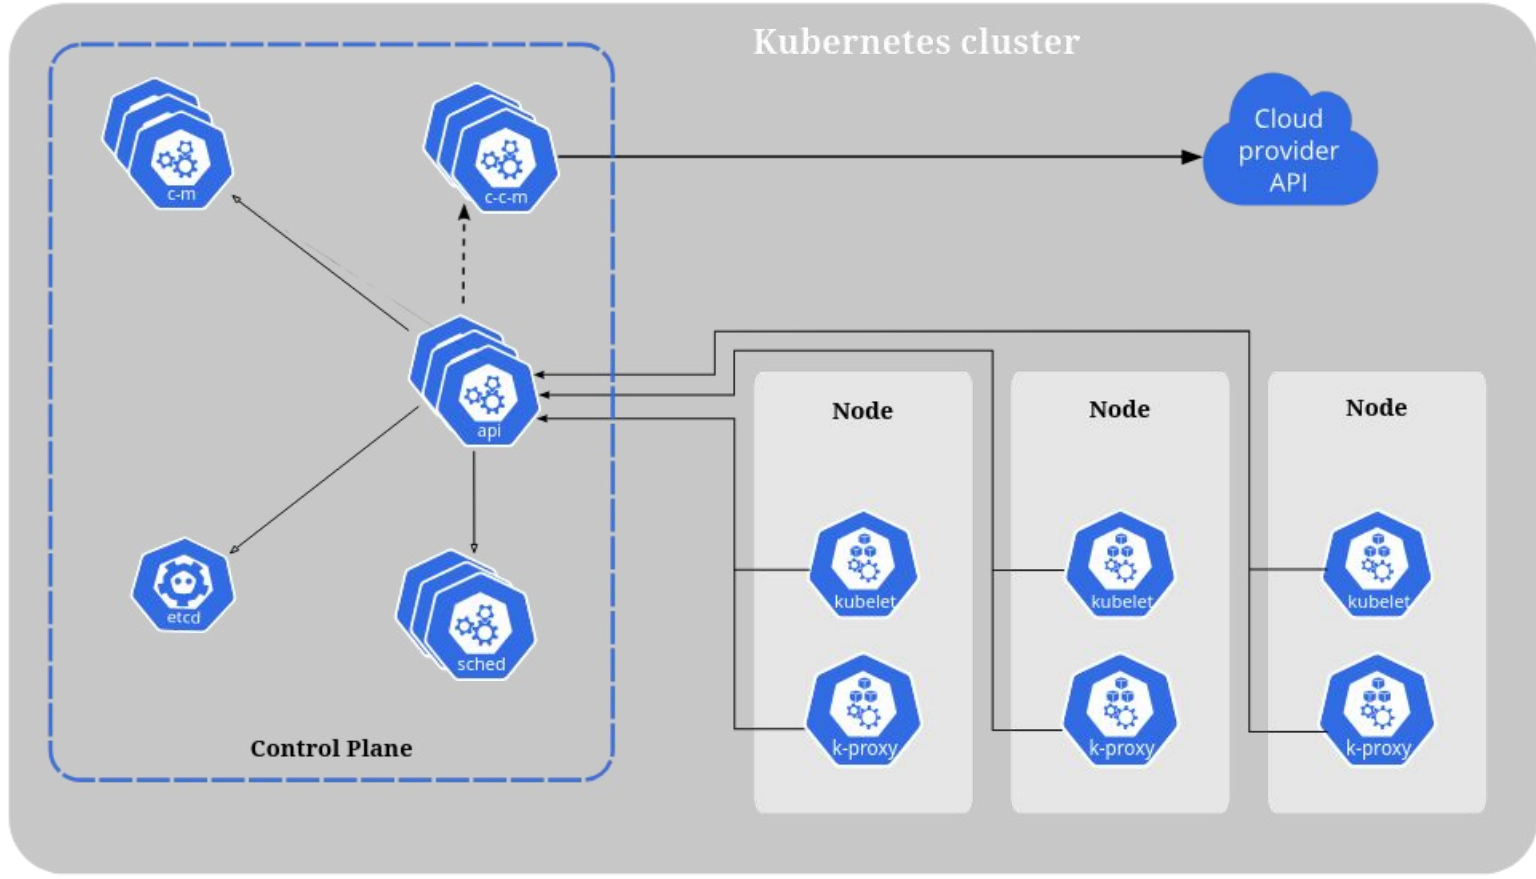 Kubernetes cluster
c-m
c-c-m
Cloud
provider
API
api
etcd
sched
Control Plane
Node
kubelet
k-proxy
Node
kubelet
k-proxy
Node
kubelet
k-proxy